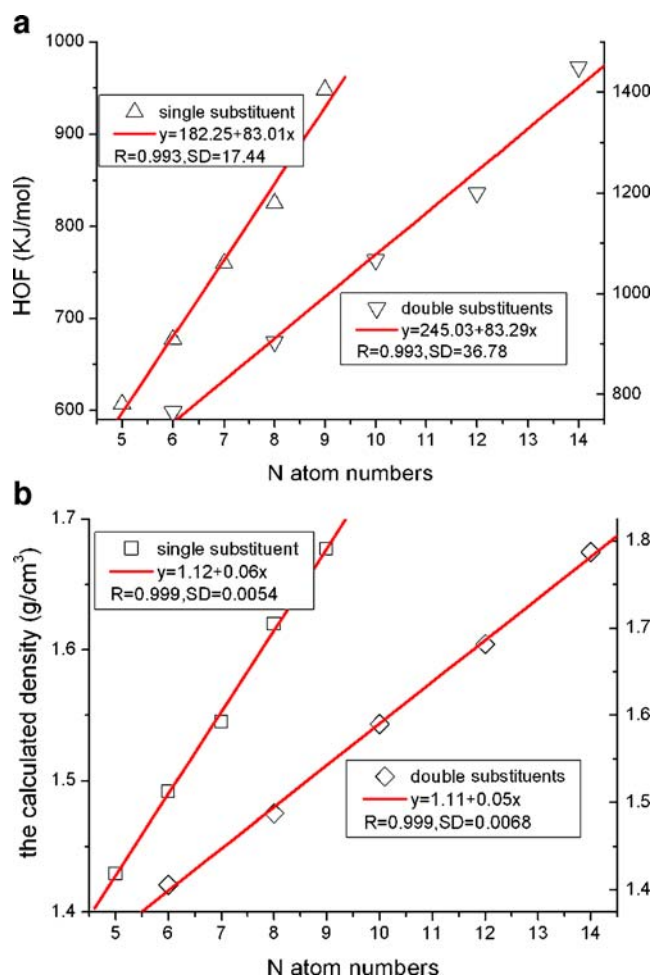 a
1000
900
800
700
600
HOF (KJ/mol)
1400
1200
1000
800
single substituent
y=182.25+83.01x
R=0.993,SD=17.44
double substituents
y=245.03+83.29x
R=0.993,SD=36.78
5 6 7 8 9 10 11 12 13 14
N atom numbers
b
1.7
1.6
1.5
1.4
the calculated density (g/cm³)
1.8
1.7
1.6
1.5
1.4
single substituent
y=1.12+0.06x
R=0.999,SD=0.0054
double substituents
y=1.11+0.05x
R=0.999,SD=0.0068
5 6 7 8 9 10 11 12 13 14
N atom numbers